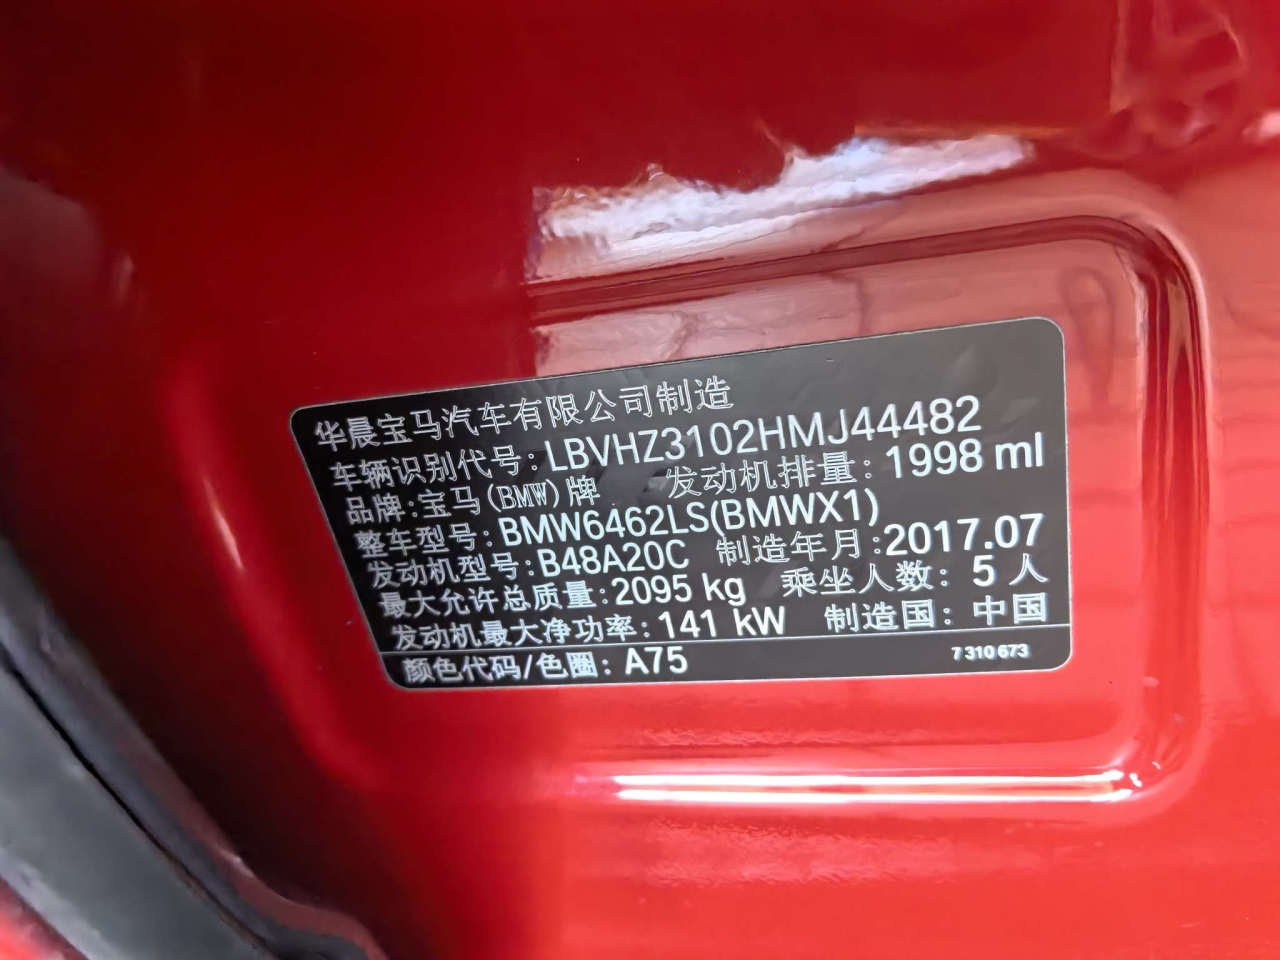 华晨宝马汽车有限公司制造
车辆识别代号:LBVHZ3102HMJ44482
品牌:宝马(BMW)牌 发动机排量:1998 ml
整车型号:BMW6462LS(BMWX1)
发动机型号:B48A20C 制造年月:2017.07
最大允许总质量:2095 kg 乘坐人数:5 人
发动机最大净功率:141 kW 制造国:中国
颜色代码/色圈:A75 7 310 673